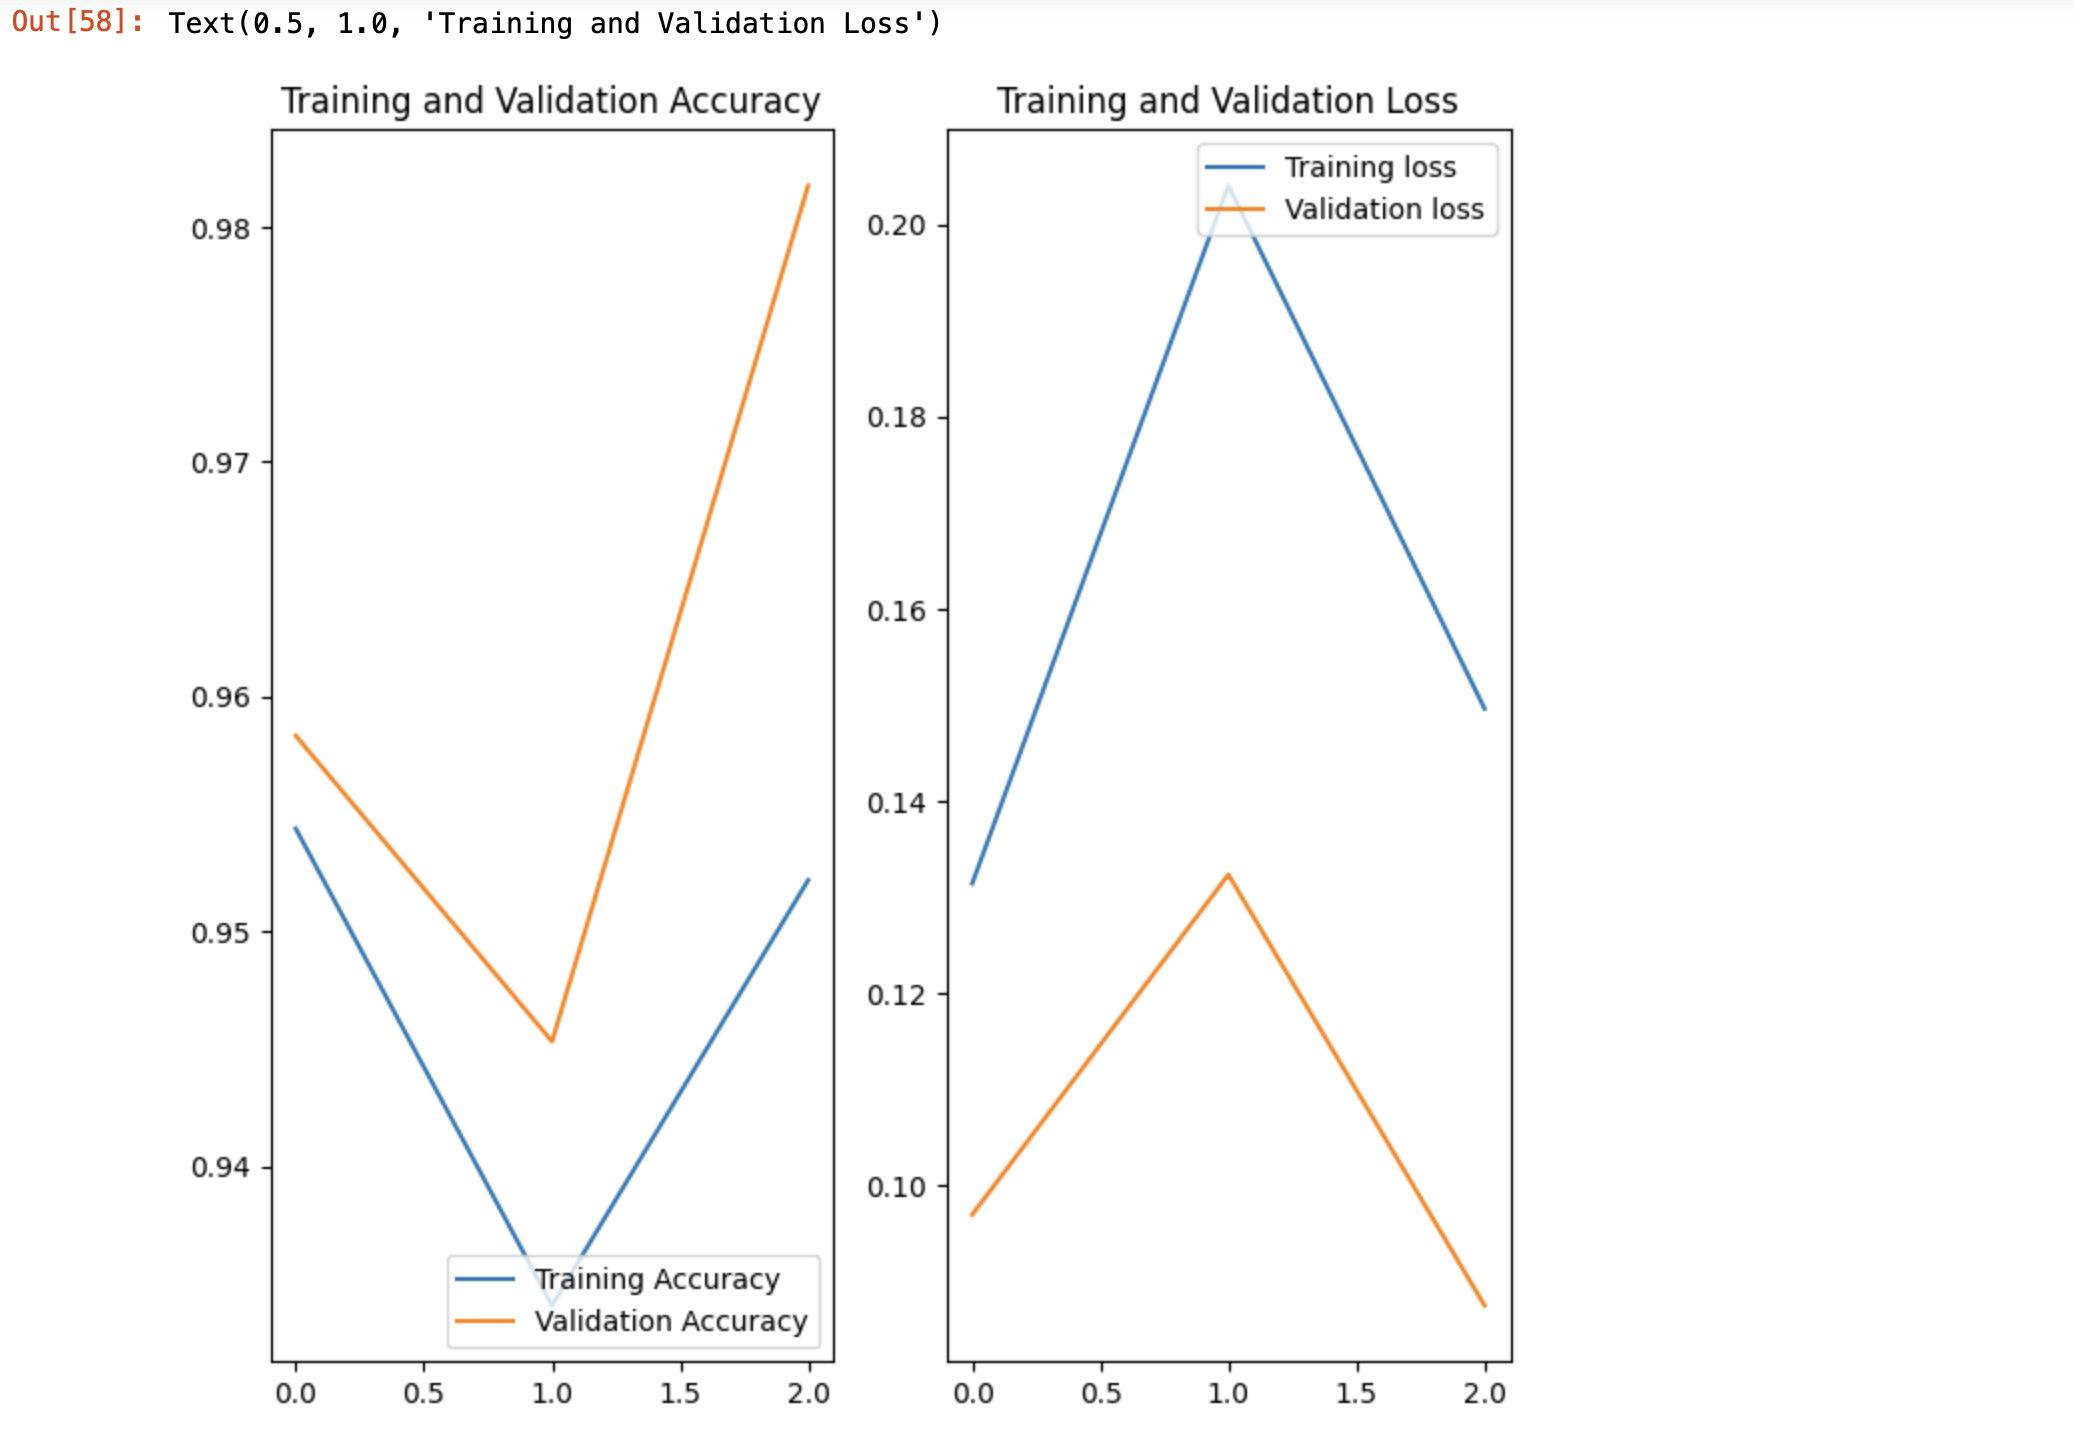 Out[58]: Text(0.5, 1.0, 'Training and Validation Loss')
Training and Validation Accuracy
0.98
0.97
0.96
0.95
0.94
Training Accuracy
Validation Accuracy
0.0 0.5 1.0 1.5 2.0
Training and Validation Loss
Training loss
Validation loss
0.20
0.18
0.16
0.14
0.12
0.10
0.0 0.5 1.0 1.5 2.0